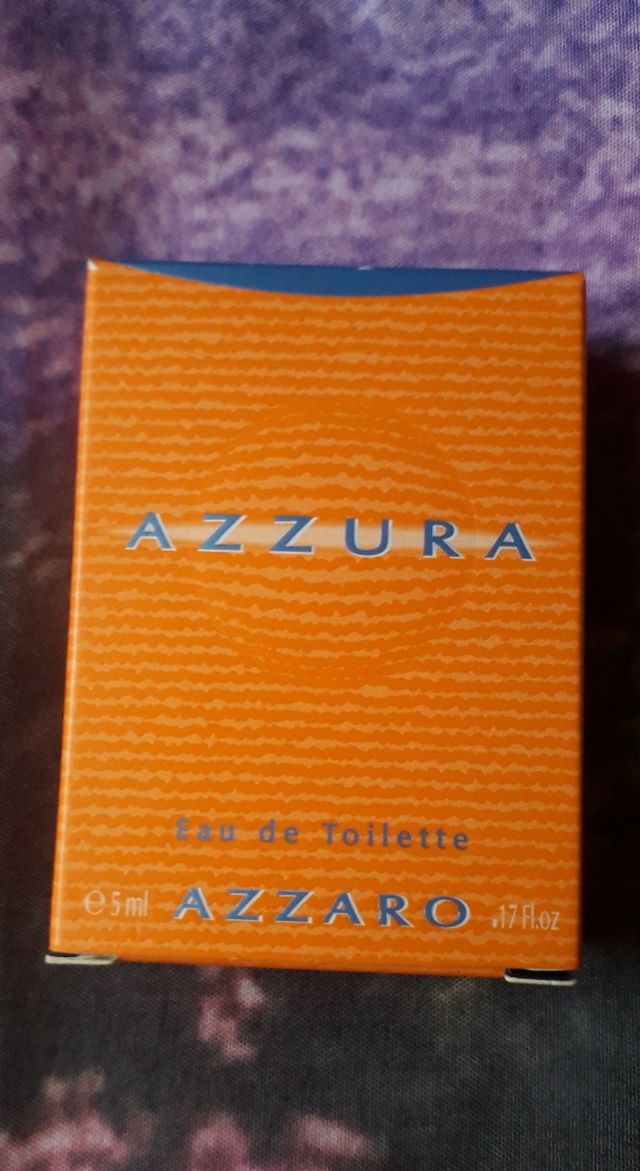 AZZURA
Eau de Toilette
℮5ml AZZARO .17 Fl.oz